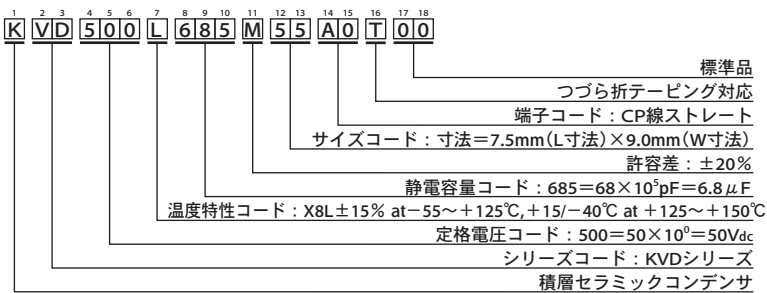 1 2 3 4 5 6 7 8 9 10 11 12 13 14 15 16 17 18
K VD 500 L 685 M 55 A0 T 00
標準品
つづら折テーピング対応
端子コード：CP線ストレート
サイズコード：寸法＝7.5mm（L寸法）×9.0mm（W寸法）
許容差：±20％
静電容量コード：685＝68×10⁵pF＝6.8μF
温度特性コード：X8L±15％ at－55～＋125℃,＋15/－40℃ at ＋125～＋150℃
定格電圧コード：500＝50×10⁰＝50Vdc
シリーズコード：KVDシリーズ
積層セラミックコンデンサ